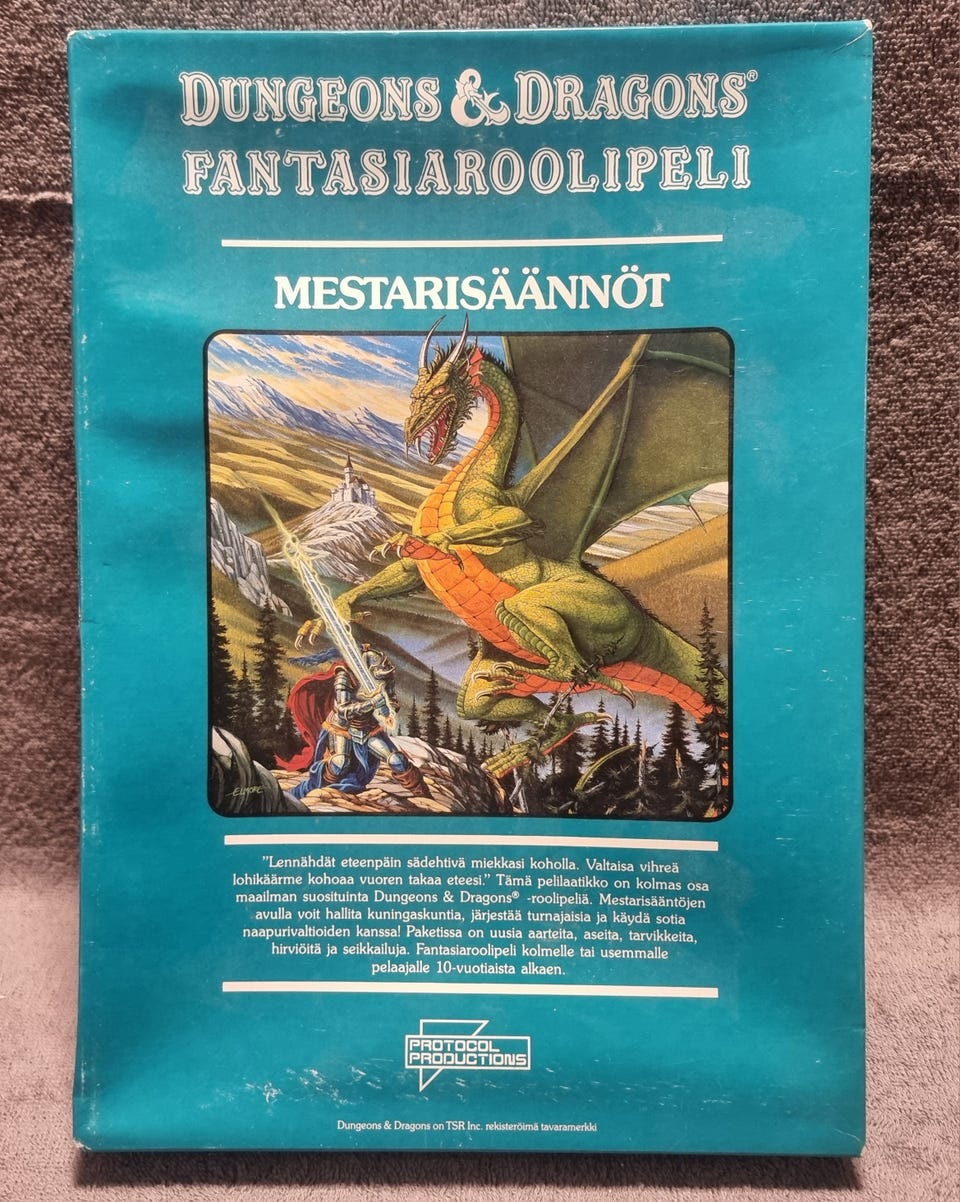 DUNGEONS & DRAGONS®
FANTASIAROOLIPELI
MESTARISÄÄNNÖT
ELMORE
"Lennähdät eteenpäin sädehtivä miekkasi koholla. Valtaisa vihreä
lohikäärme kohoaa vuoren takaa eteesi." Tämä pelilaatikko on kolmas osa
maailman suosituinta Dungeons & Dragons® -roolipeliä. Mestarisääntöjen
avulla voit hallita kuningaskuntia, järjestää turnajaisia ja käydä sotia
naapurivaltioiden kanssa! Paketissa on uusia aarteita, aseita, tarvikkeita,
hirviöitä ja seikkailuja. Fantasiaroolipeli kolmelle tai usemmalle
pelaajalle 10-vuotiaista alkaen.
PROTOCOL
PRODUCTIONS
Dungeons & Dragons on TSR Inc. rekisteröimä tavaramerkki